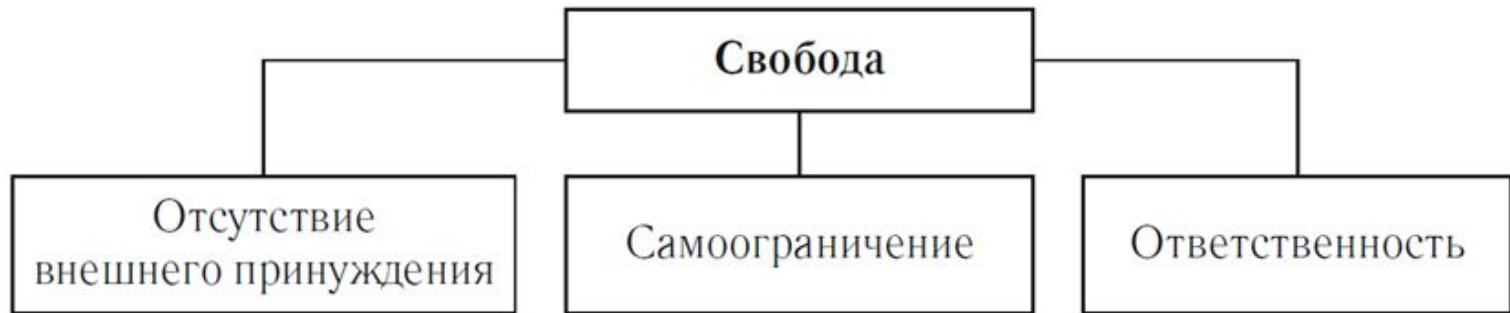 Свобода
Отсутствие
внешнего принуждения
Самоограничение
Ответственность